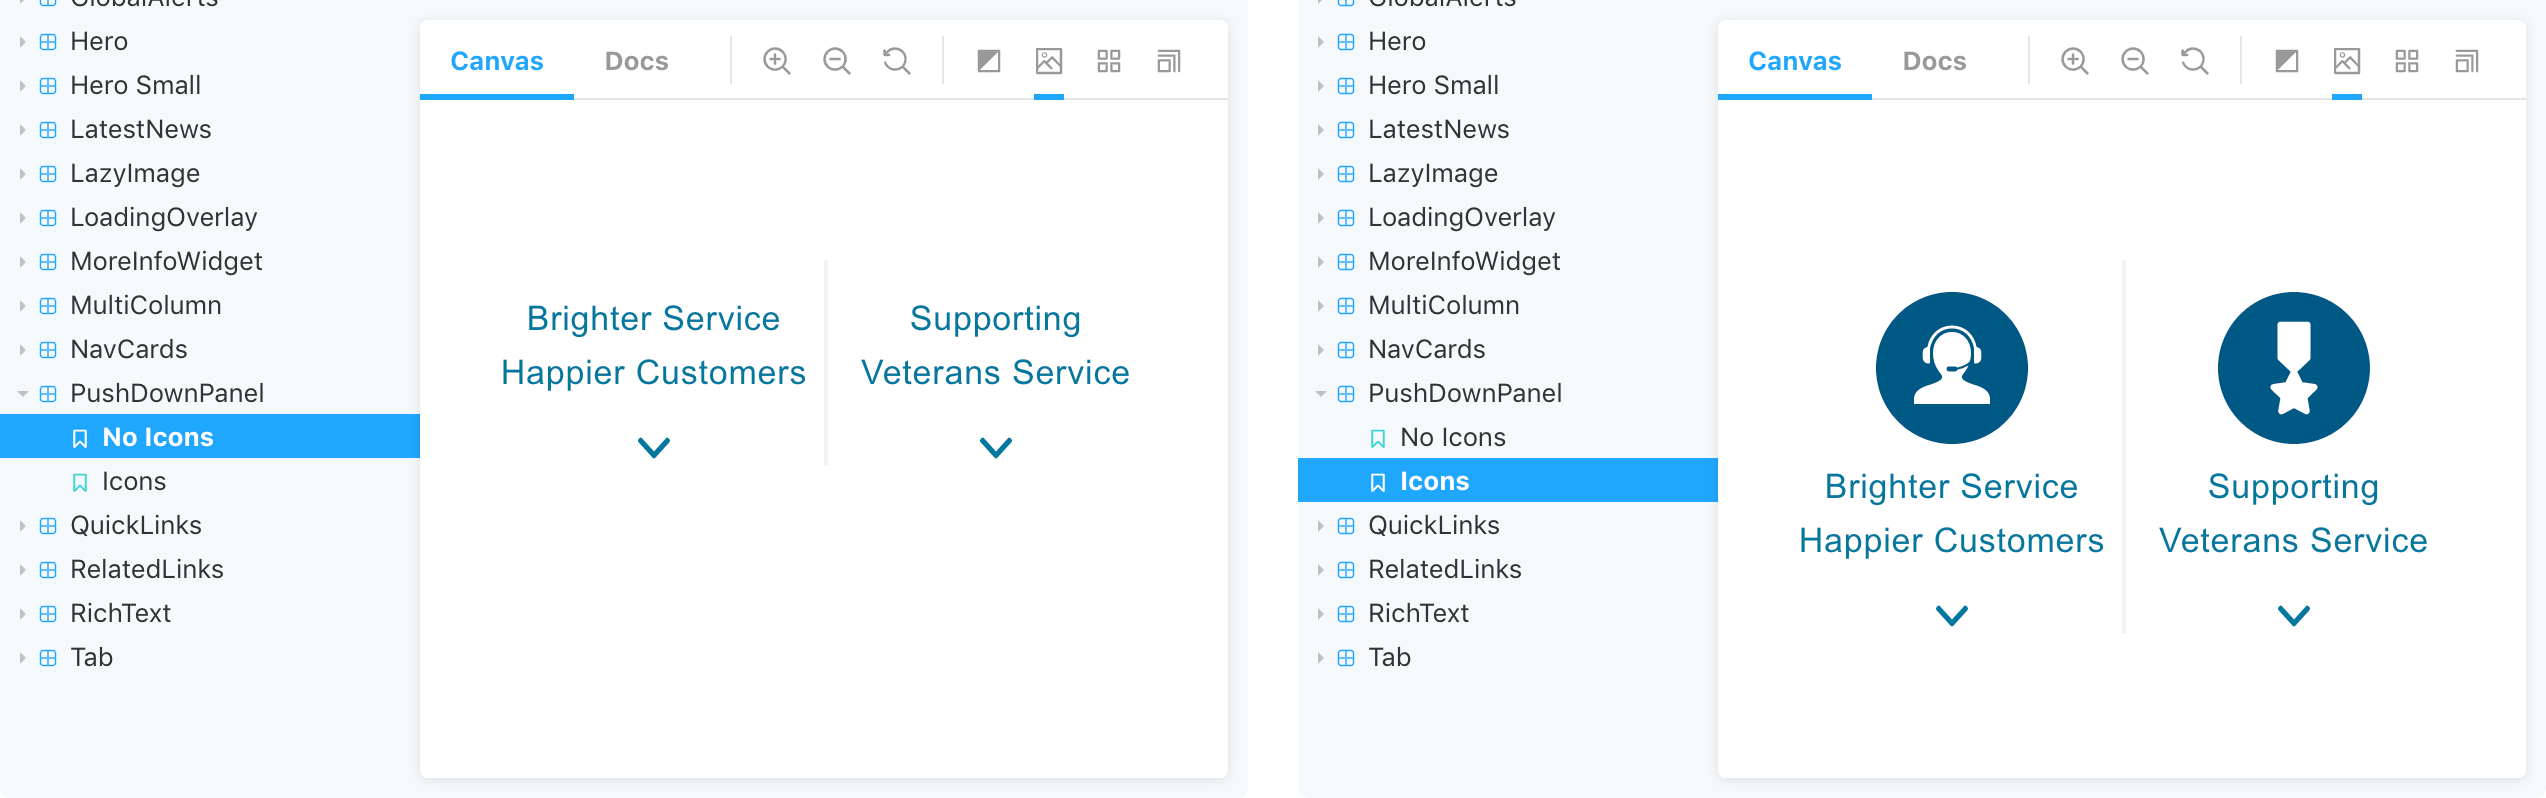 GlobalAlerts
Hero
Hero Small
LatestNews
LazyImage
LoadingOverlay
MoreInfoWidget
MultiColumn
NavCards
PushDownPanel
No Icons
Icons
QuickLinks
RelatedLinks
RichText
Tab
Canvas Docs
Brighter Service
Happier Customers
Supporting
Veterans Service
GlobalAlerts
Hero
Hero Small
LatestNews
LazyImage
LoadingOverlay
MoreInfoWidget
MultiColumn
NavCards
PushDownPanel
No Icons
Icons
QuickLinks
RelatedLinks
RichText
Tab
Canvas Docs
Brighter Service
Happier Customers
Supporting
Veterans Service